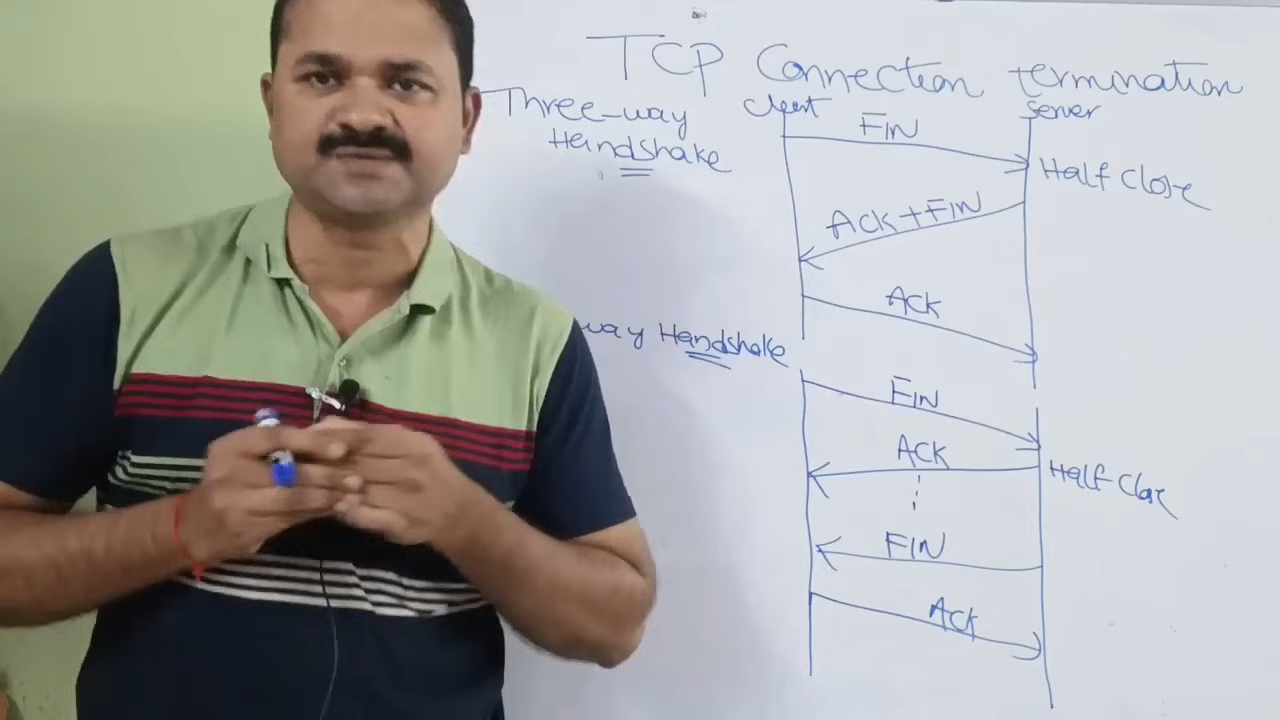 TCP Connection termination
Three-way
Handshake
Client
Server
FIN
Half Close
Ack+FIN
Ack
way Handshake
FIN
ACK
Half Close
FIN
Ack